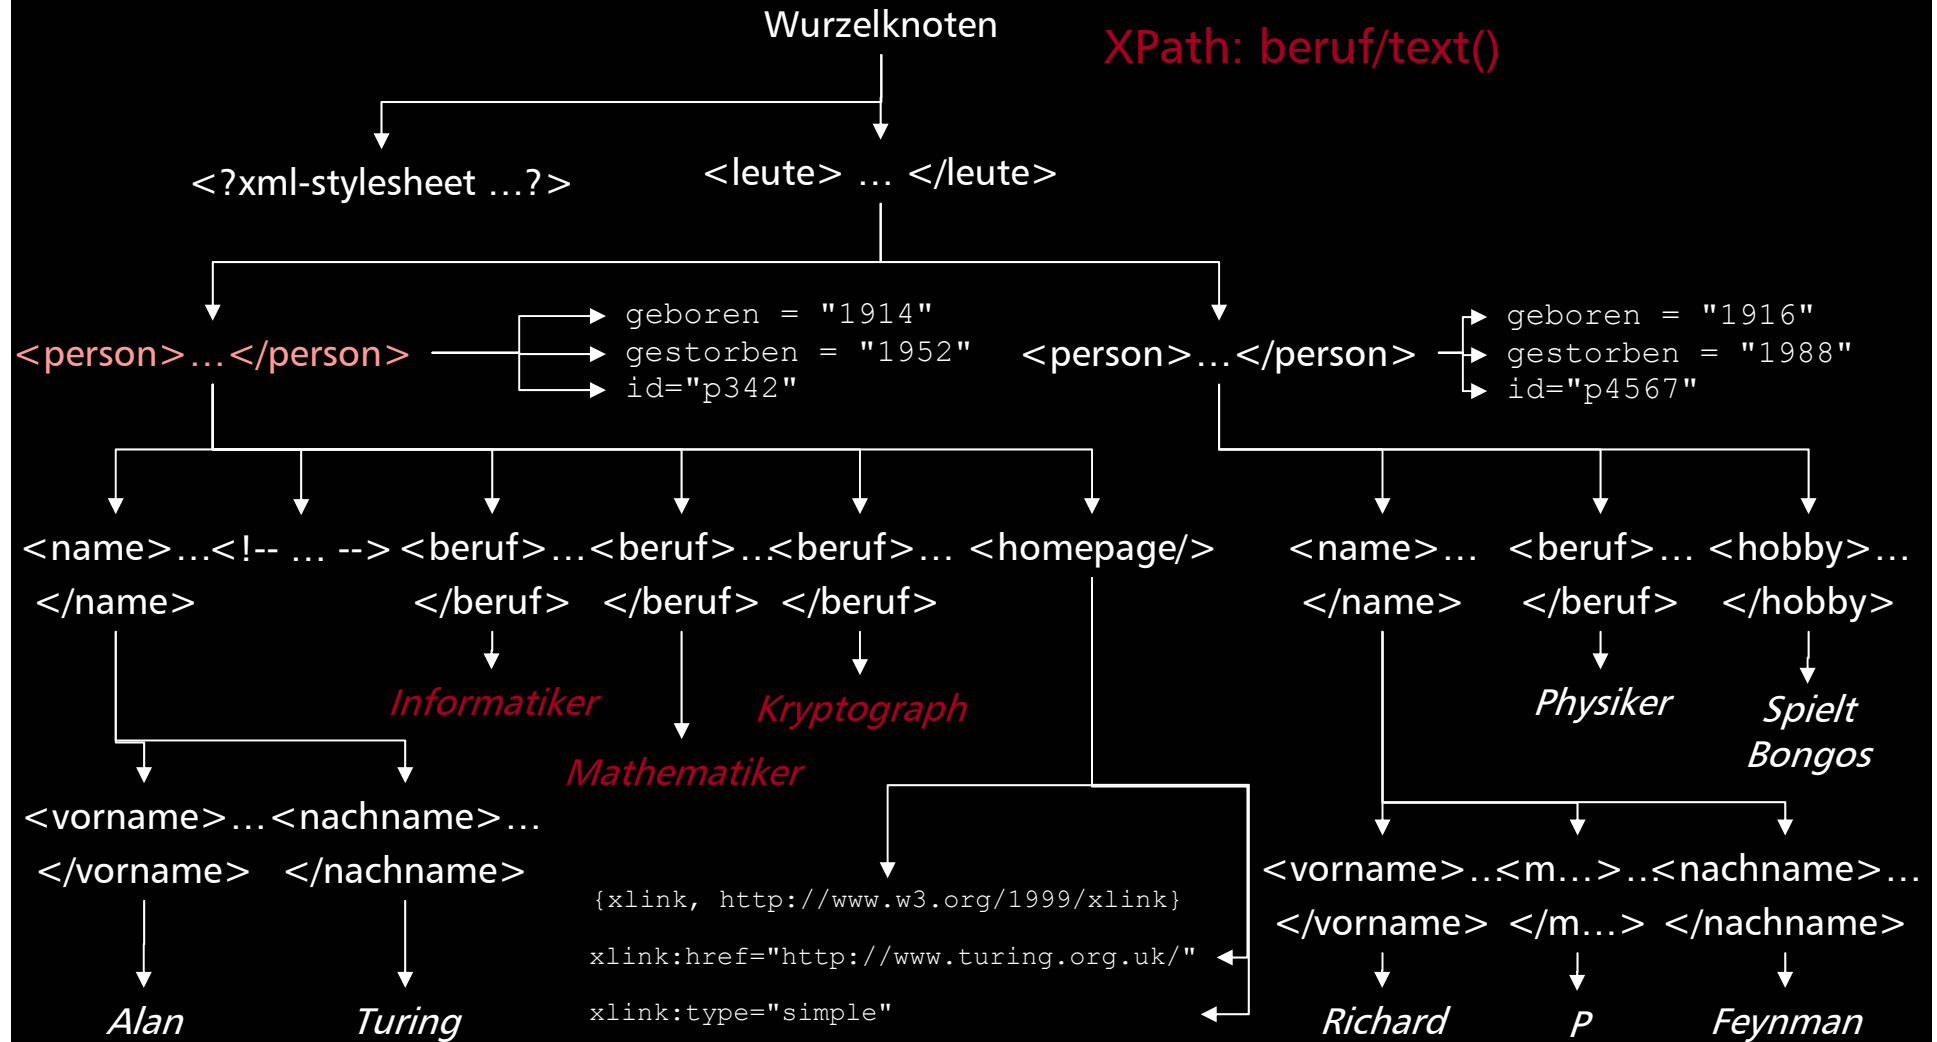 Wurzelknoten
XPath: beruf/text()
<?xml-stylesheet ...?>
<leute> ... </leute>
geboren = "1914"
<person>...</person>
gestorben = "1952"
id="p342"
geboren = "1916"
<person>...</person>
gestorben = "1988"
id="p4567"
<name>...
</name>
<!-- ... -->
<beruf>...
</beruf>
<beruf>...
</beruf>
<beruf>...
</beruf>
<homepage/>
<name>...
</name>
<beruf>...
</beruf>
<hobby>...
</hobby>
Informatiker
Mathematiker
Kryptograph
Physiker
Spielt
Bongos
<vorname>...
</vorname>
<nachname>...
</nachname>
{xlink, http://www.w3.org/1999/xlink}
xlink:href="http://www.turing.org.uk/"
xlink:type="simple"
<vorname>...
</vorname>
<m...>...
</m...>
<nachname>...
</nachname>
Alan
Turing
Richard
P
Feynman